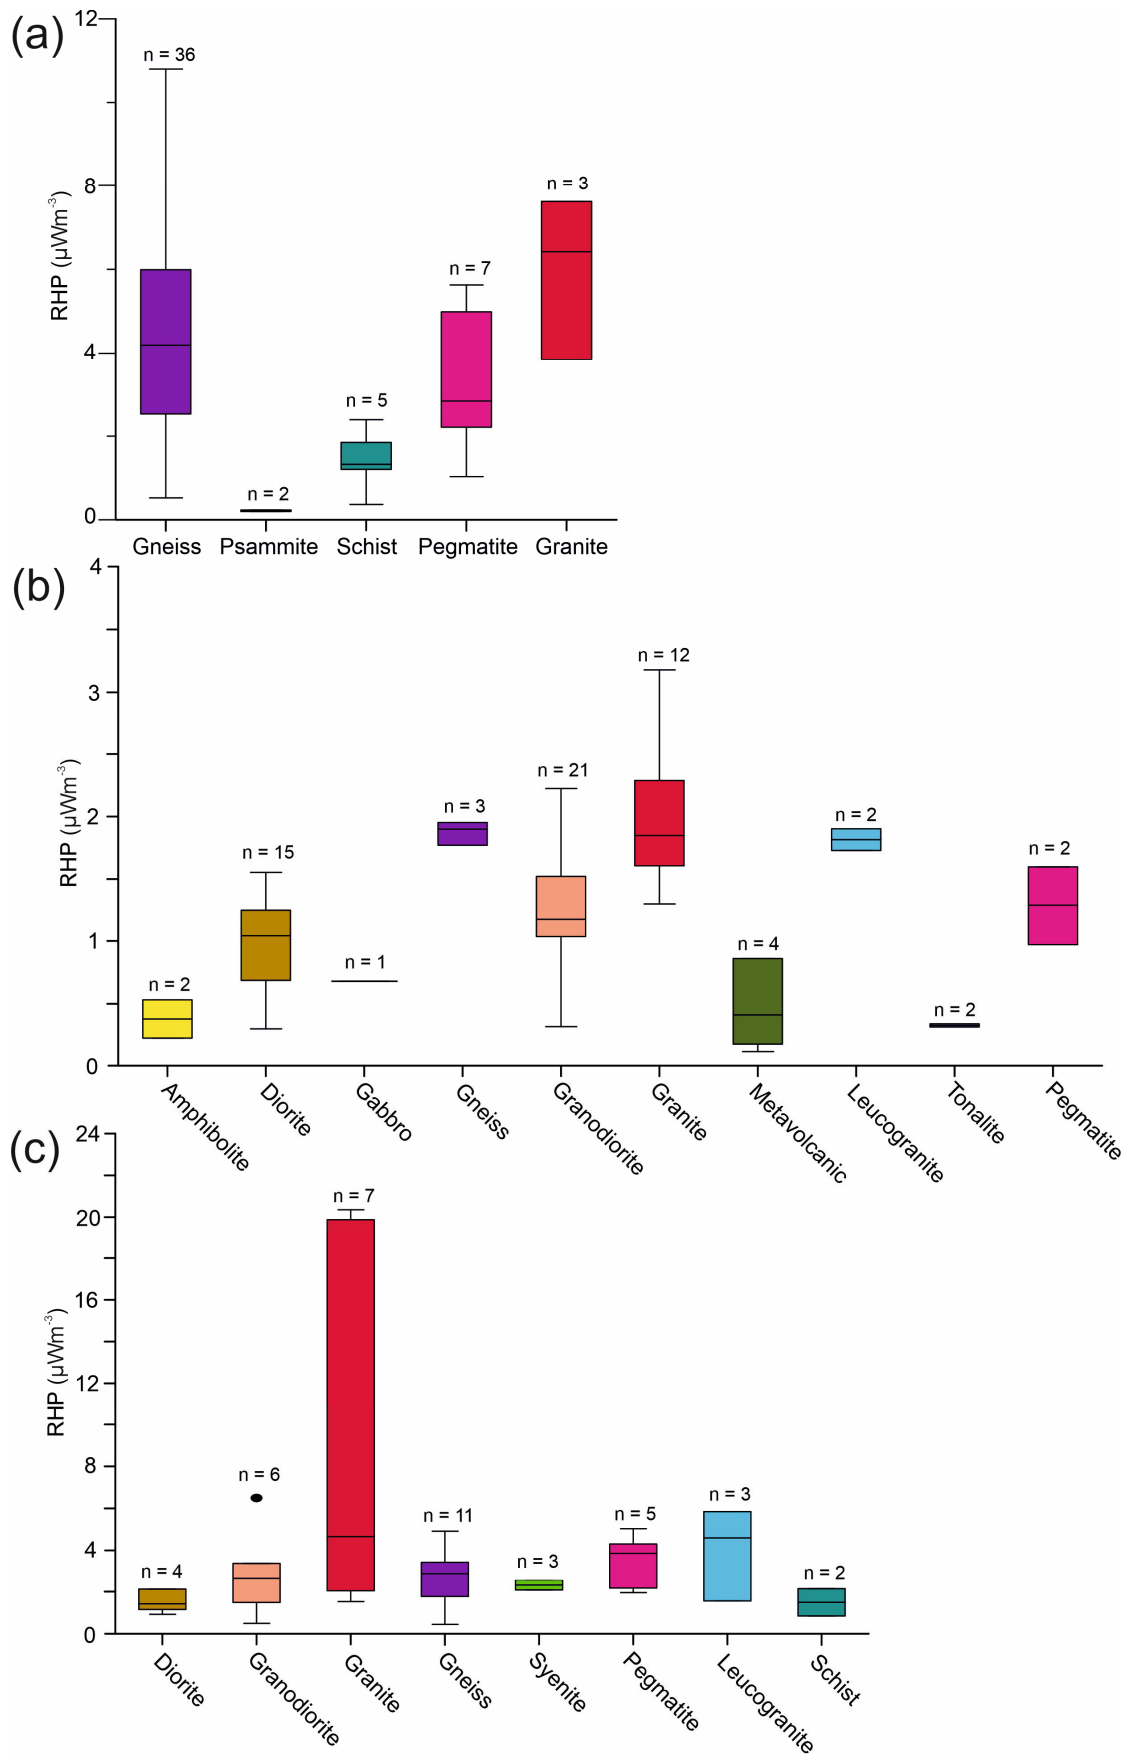 (a)
12
8
4
0
RHP (µWm-3)
n = 36
n = 2
n = 5
n = 7
n = 3
Gneiss Psammite Schist Pegmatite Granite
(b)
4
3
2
1
0
RHP (µWm-3)
n = 2
n = 15
n = 1
n = 3
n = 21
n = 12
n = 4
n = 2
n = 2
n = 2
Amphibolite
Diorite
Gabbro
Gneiss
Granodiorite
Granite
Metavolcanic
Leucogranite
Tonalite
Pegmatite
(c)
24
20
16
12
8
4
0
RHP (µWm-3)
n = 4
n = 6
n = 7
n = 11
n = 3
n = 5
n = 3
n = 2
Diorite
Granodiorite
Granite
Gneiss
Syenite
Pegmatite
Leucogranite
Schist